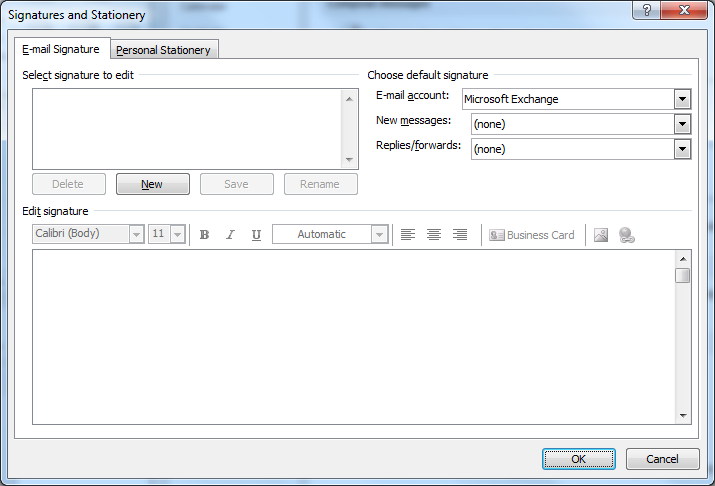 Signatures and Stationery
?
E-mail Signature Personal Stationery
Select signature to edit
Choose default signature
E-mail account: Microsoft Exchange
New messages: (none)
Replies/forwards: (none)
Delete New Save Rename
Edit signature
Calibri (Body) 11 B I U Automatic Business Card
OK Cancel